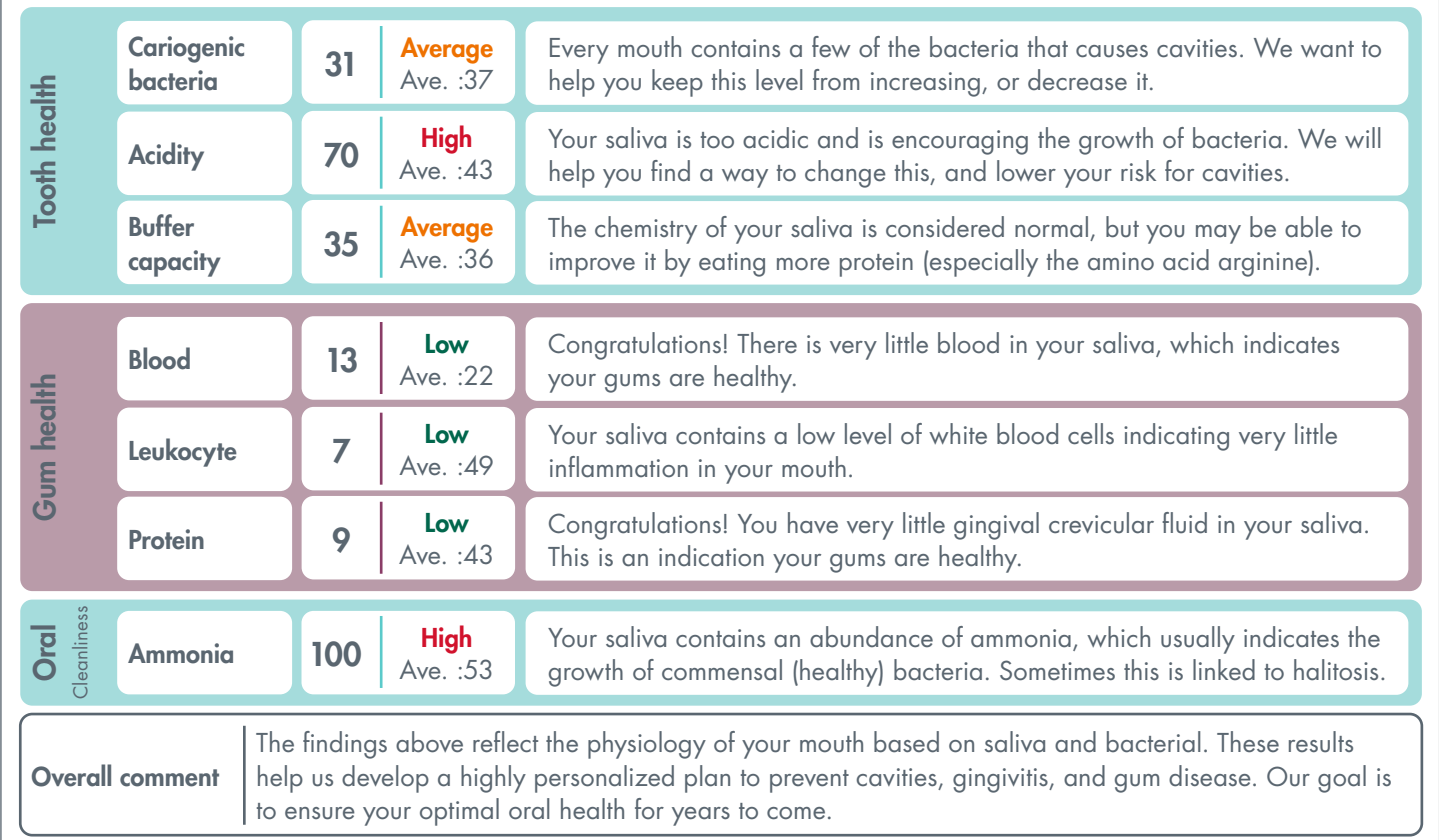 Tooth health
Cariogenic
bacteria
31
Average
Ave. :37
Every mouth contains a few of the bacteria that causes cavities. We want to
help you keep this level from increasing, or decrease it.
Acidity
70
High
Ave. :43
Your saliva is too acidic and is encouraging the growth of bacteria. We will
help you find a way to change this, and lower your risk for cavities.
Buffer
capacity
35
Average
Ave. :36
The chemistry of your saliva is considered normal, but you may be able to
improve it by eating more protein (especially the amino acid arginine).
Gum health
Blood
13
Low
Ave. :22
Congratulations! There is very little blood in your saliva, which indicates
your gums are healthy.
Leukocyte
7
Low
Ave. :49
Your saliva contains a low level of white blood cells indicating very little
inflammation in your mouth.
Protein
9
Low
Ave. :43
Congratulations! You have very little gingival crevicular fluid in your saliva.
This is an indication your gums are healthy.
Oral
Cleanliness
Ammonia
100
High
Ave. :53
Your saliva contains an abundance of ammonia, which usually indicates the
growth of commensal (healthy) bacteria. Sometimes this is linked to halitosis.
Overall comment
The findings above reflect the physiology of your mouth based on saliva and bacterial. These results
help us develop a highly personalized plan to prevent cavities, gingivitis, and gum disease. Our goal is
to ensure your optimal oral health for years to come.